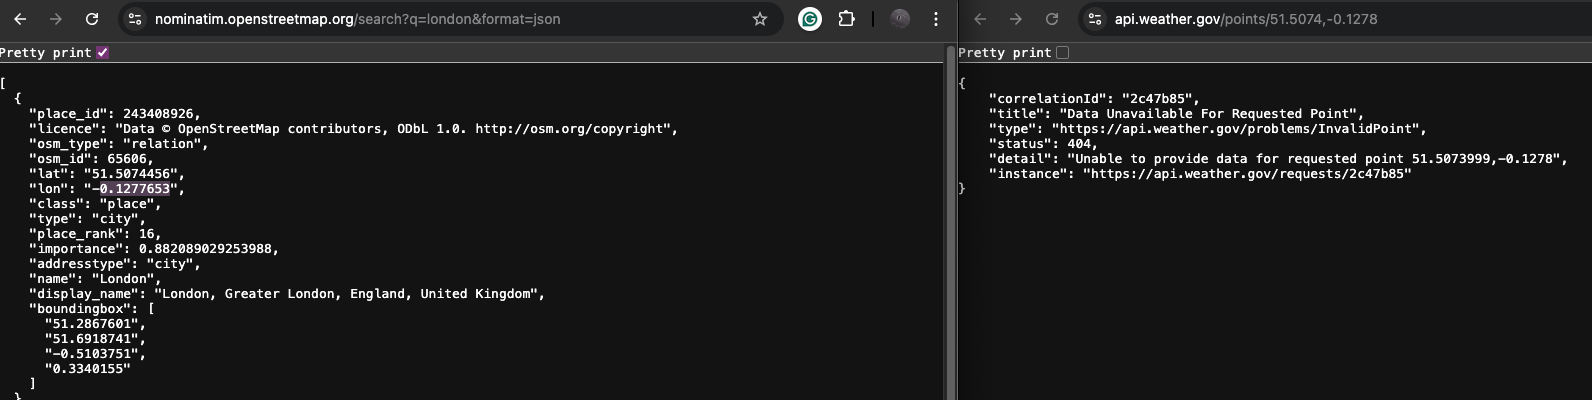 nominatim.openstreetmap.org/search?q=london&format=json
Pretty print
[
{
"place_id": 243408926,
"licence": "Data © OpenStreetMap contributors, ODbL 1.0. http://osm.org/copyright",
"osm_type": "relation",
"osm_id": 65606,
"lat": "51.5074456",
"lon": "-0.1277653",
"class": "place",
"type": "city",
"place_rank": 16,
"importance": 0.882089029253988,
"addresstype": "city",
"name": "London",
"display_name": "London, Greater London, England, United Kingdom",
"boundingbox": [
"51.2867601",
"51.6918741",
"-0.5103751",
"0.3340155"
]
}
api.weather.gov/points/51.5074,-0.1278
Pretty print
{
"correlationId": "2c47b85",
"title": "Data Unavailable For Requested Point",
"type": "https://api.weather.gov/problems/InvalidPoint",
"status": 404,
"detail": "Unable to provide data for requested point 51.5073999,-0.1278",
"instance": "https://api.weather.gov/requests/2c47b85"
}